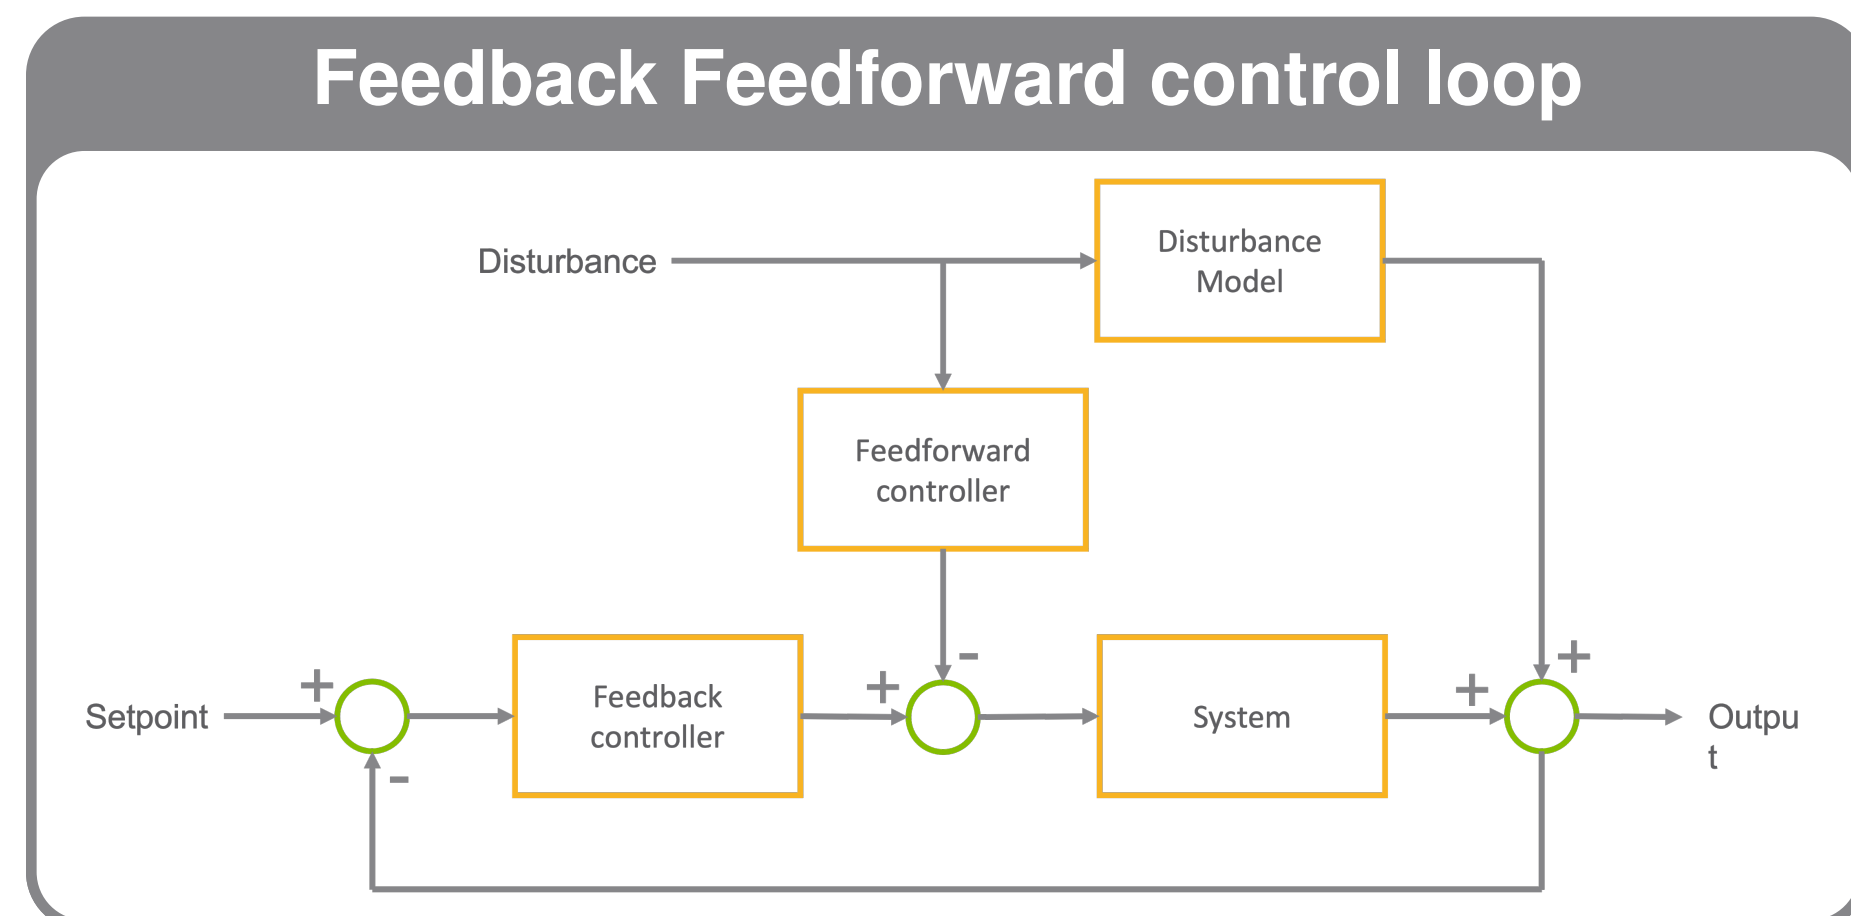 Feedback Feedforward control loop
Disturbance
Disturbance
Model
Feedforward
controller
-
+
+
+
+
Setpoint
Feedback
controller
System
Outpu
t
-